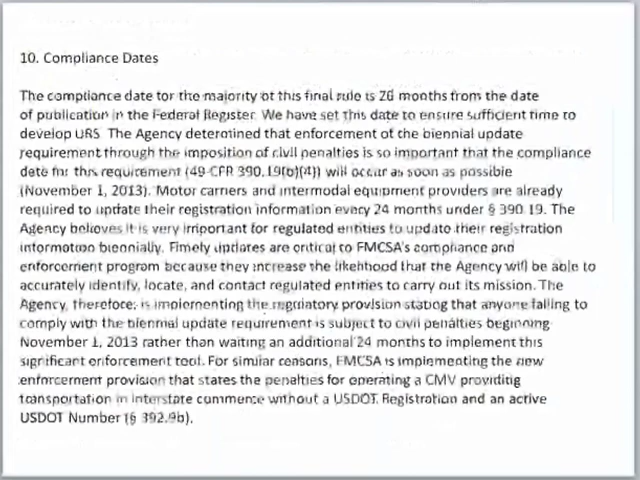 10. Compliance Dates
The compliance date for the majority of this final rule is 26 months from the date
of publication in the Federal Register. We have set this date to ensure sufficient time to
develop URS. The Agency determined that enforcement of the biennial update
requirement through the imposition of civil penalties is so important that the compliance
date for this requirement (49 CFR 390.19(b)(4)) will occur as soon as possible
(November 1, 2013). Motor carriers and intermodal equipment providers are already
required to update their registration information every 24 months under § 390.19. The
Agency believes it is very important for regulated entities to update their registration
information biennially. Timely updates are critical to FMCSA's compliance and
enforcement program because they increase the likelihood that the Agency will be able to
accurately identify, locate, and contact regulated entities to carry out its mission. The
Agency, therefore, is implementing the regulatory provision stating that anyone failing to
comply with the biennial update requirement is subject to civil penalties beginning
November 1, 2013 rather than waiting an additional 24 months to implement this
significant enforcement tool. For similar reasons, FMCSA is implementing the new
enforcement provision that states the penalties for operating a CMV providing
transportation in interstate commerce without a USDOT Registration and an active
USDOT Number (§ 392.9b).